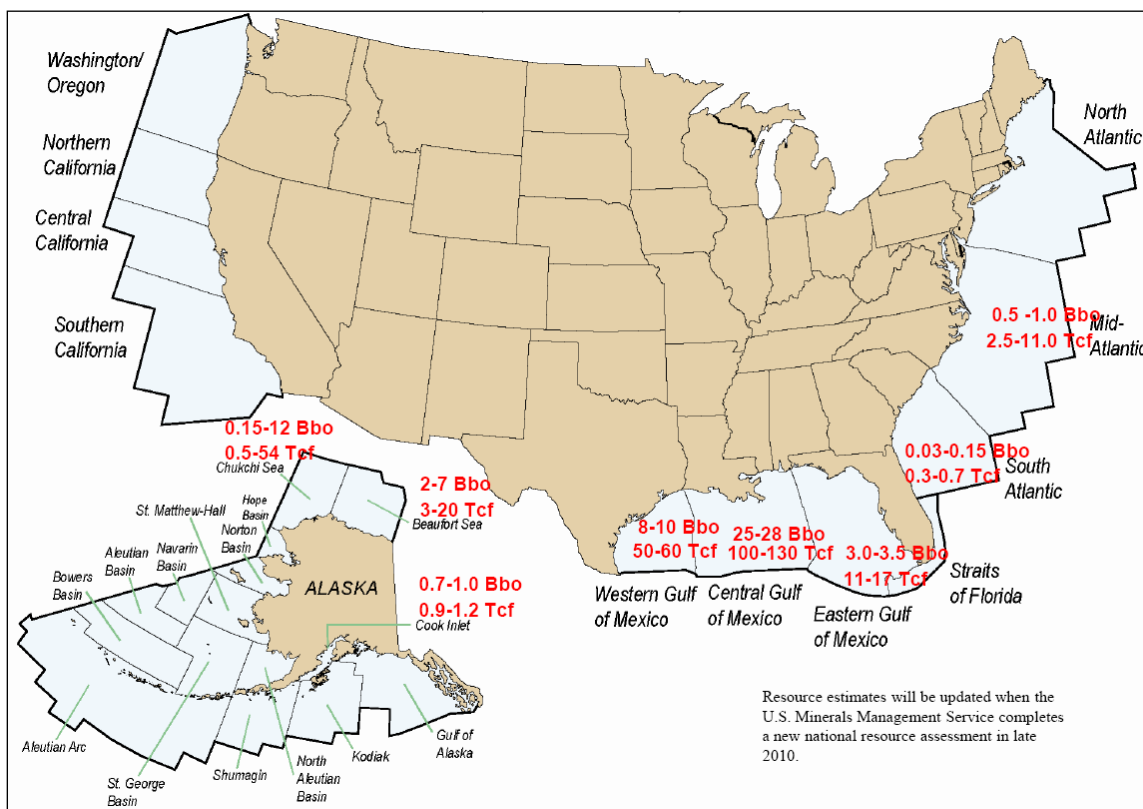 Washington/
Oregon
Northern
California
Central
California
Southern
California
North
Atlantic
0.5 -1.0 Bbo
2.5-11.0 Tcf
Mid-
Atlantic
0.03-0.15 Bbo
0.3-0.7 Tcf
South
Atlantic
8-10 Bbo
50-60 Tcf
25-28 Bbo
100-130 Tcf
3.0-3.5 Bbo
11-17 Tcf
Western Gulf
of Mexico
Central Gulf
of Mexico
Eastern Gulf
of Mexico
Straits
of Florida
0.15-12 Bbo
0.5-54 Tcf
Chukchi Sea
2-7 Bbo
3-20 Tcf
Beaufort Sea
Hope
Basin
St. Matthew-Hall
Norton
Basin
Navarin
Basin
Aleutian
Basin
Bowers
Basin
ALASKA
0.7-1.0 Bbo
0.9-1.2 Tcf
Cook Inlet
Aleutian Arc
St. George
Basin
Shumagin
North
Aleutian
Basin
Kodiak
Gulf of
Alaska
Resource estimates will be updated when the
U.S. Minerals Management Service completes
a new national resource assessment in late
2010.